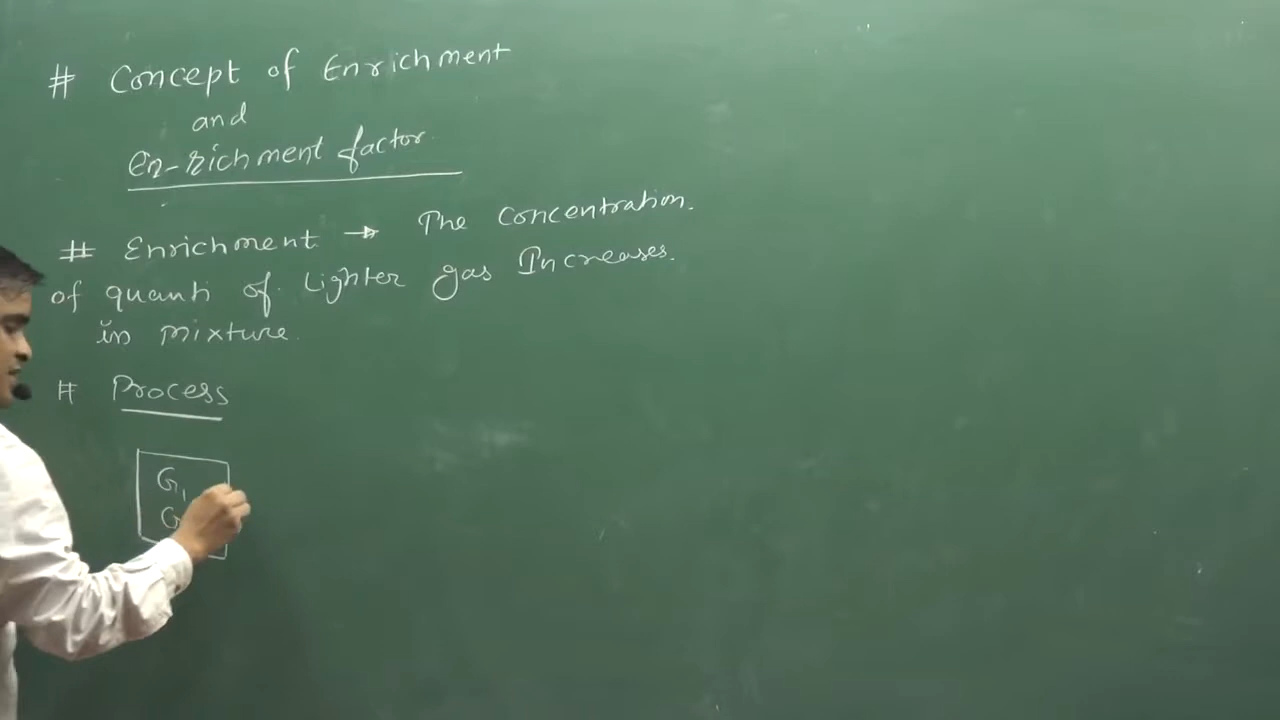 # Concept of Enrichment
and
en-richment factor
# Enrichment → The Concentration.
of quanti of Lighter gas Increases.
in mixture.
# Process
G1
G